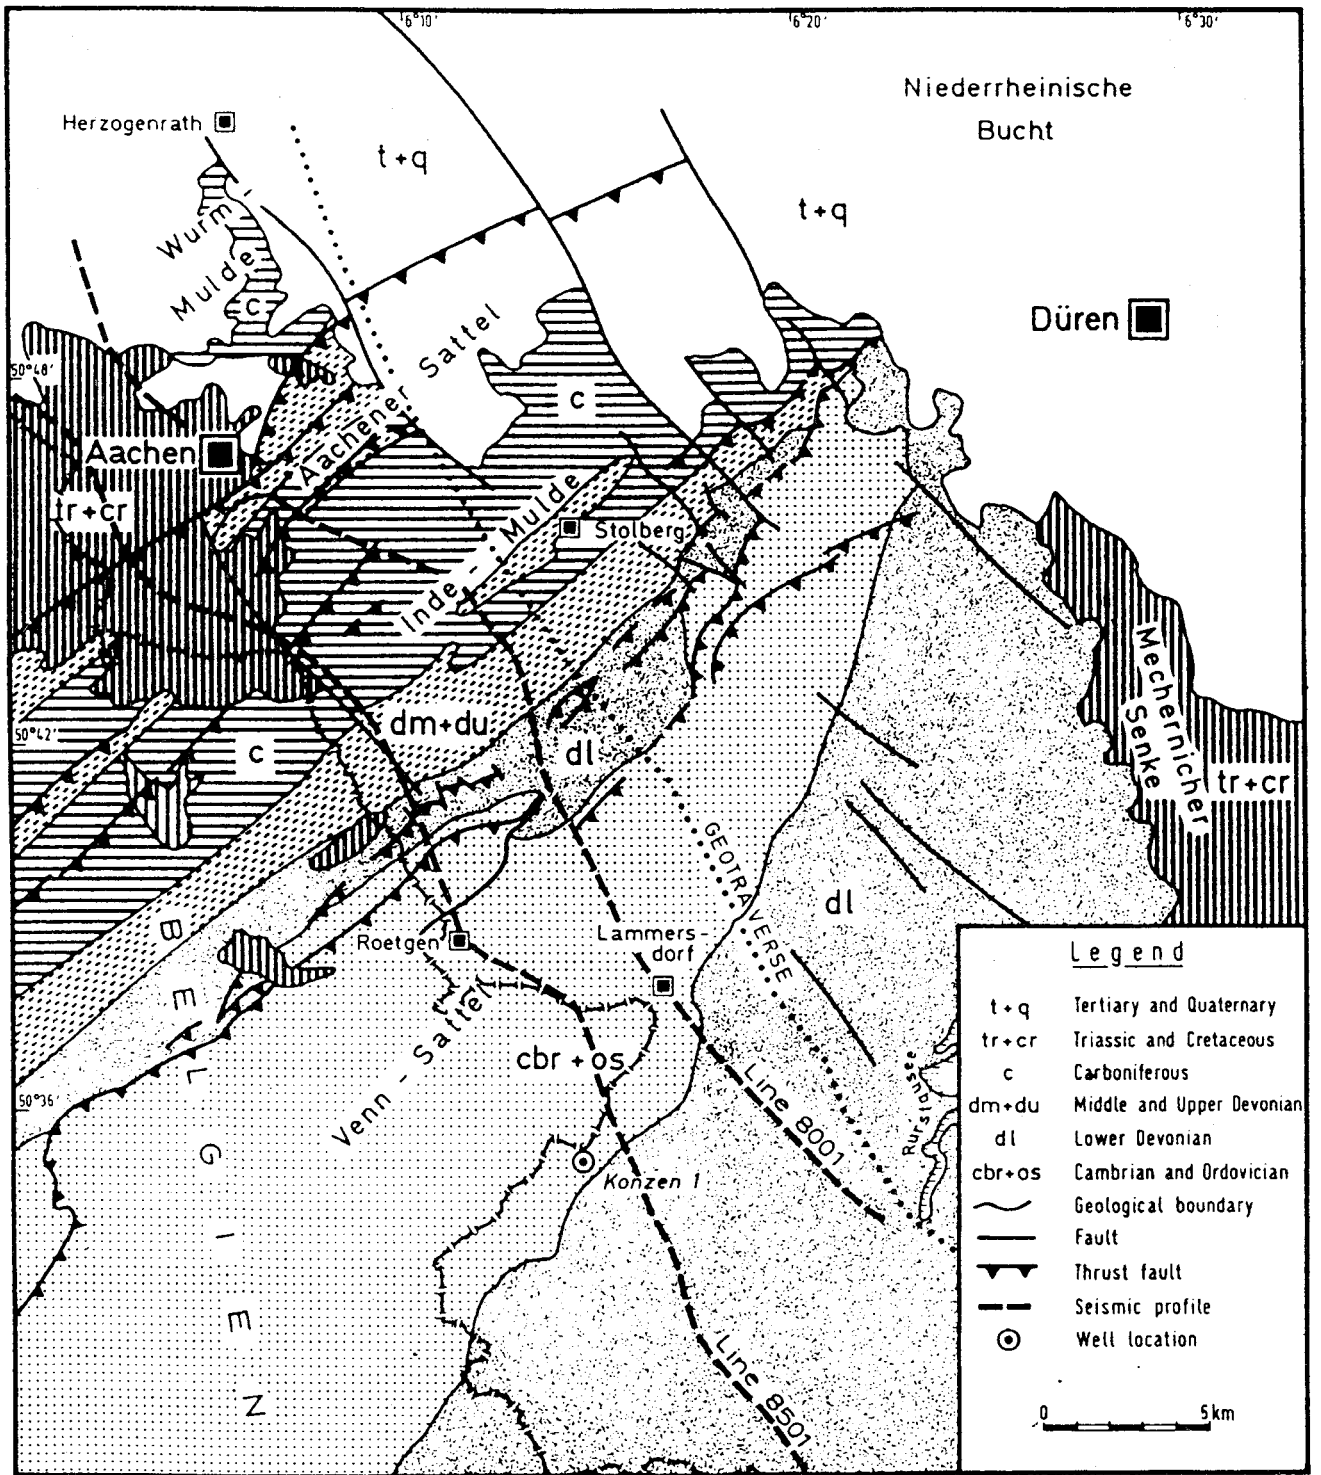 6°10'
6°20'
6°30'
Niederrheinische
Bucht
Herzogenrath
t+q
t+q
Wurm-
Mulde
c
Düren
50°48'
Aachener Sattel
c
Aachen
tr+cr
Inde-Mulde
Stolberg
Mechernicher
Senke
tr+cr
50°42'
c
dm+du
dl
GEOTRAVERSE
dl
BELGIEN
Roetgen
Lammers-
dorf
Venn-Sattel
cbr+os
50°36'
Line 8001
Rurstausee
Konzen 1
Line 8501
Legend
t+q Tertiary and Quaternary
tr+cr Triassic and Cretaceous
c Carboniferous
dm+du Middle and Upper Devonian
dl Lower Devonian
cbr+os Cambrian and Ordovician
Geological boundary
Fault
Thrust fault
Seismic profile
Well location
0 5km